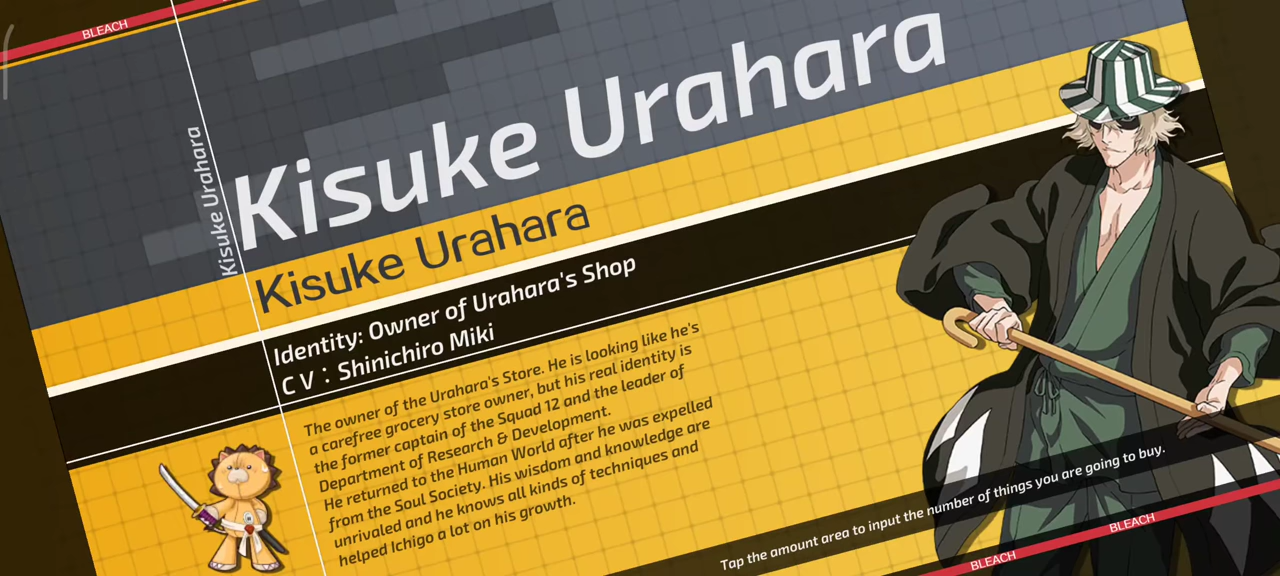 BLEACH
Kisuke Urahara
Kisuke Urahara
Kisuke Urahara
Identity: Owner of Urahara's Shop
CV：Shinichiro Miki
The owner of the Urahara's Store. He is looking like he's
a carefree grocery store owner, but his real identity is
the former captain of the Squad 12 and the leader of
Department of Research & Development.
He returned to the Human World after he was expelled
from the Soul Society. His wisdom and knowledge are
unrivaled and he knows all kinds of techniques and
helped Ichigo a lot on his growth.
Tap the amount area to input the number of things you are going to buy.
BLEACH
BLEACH